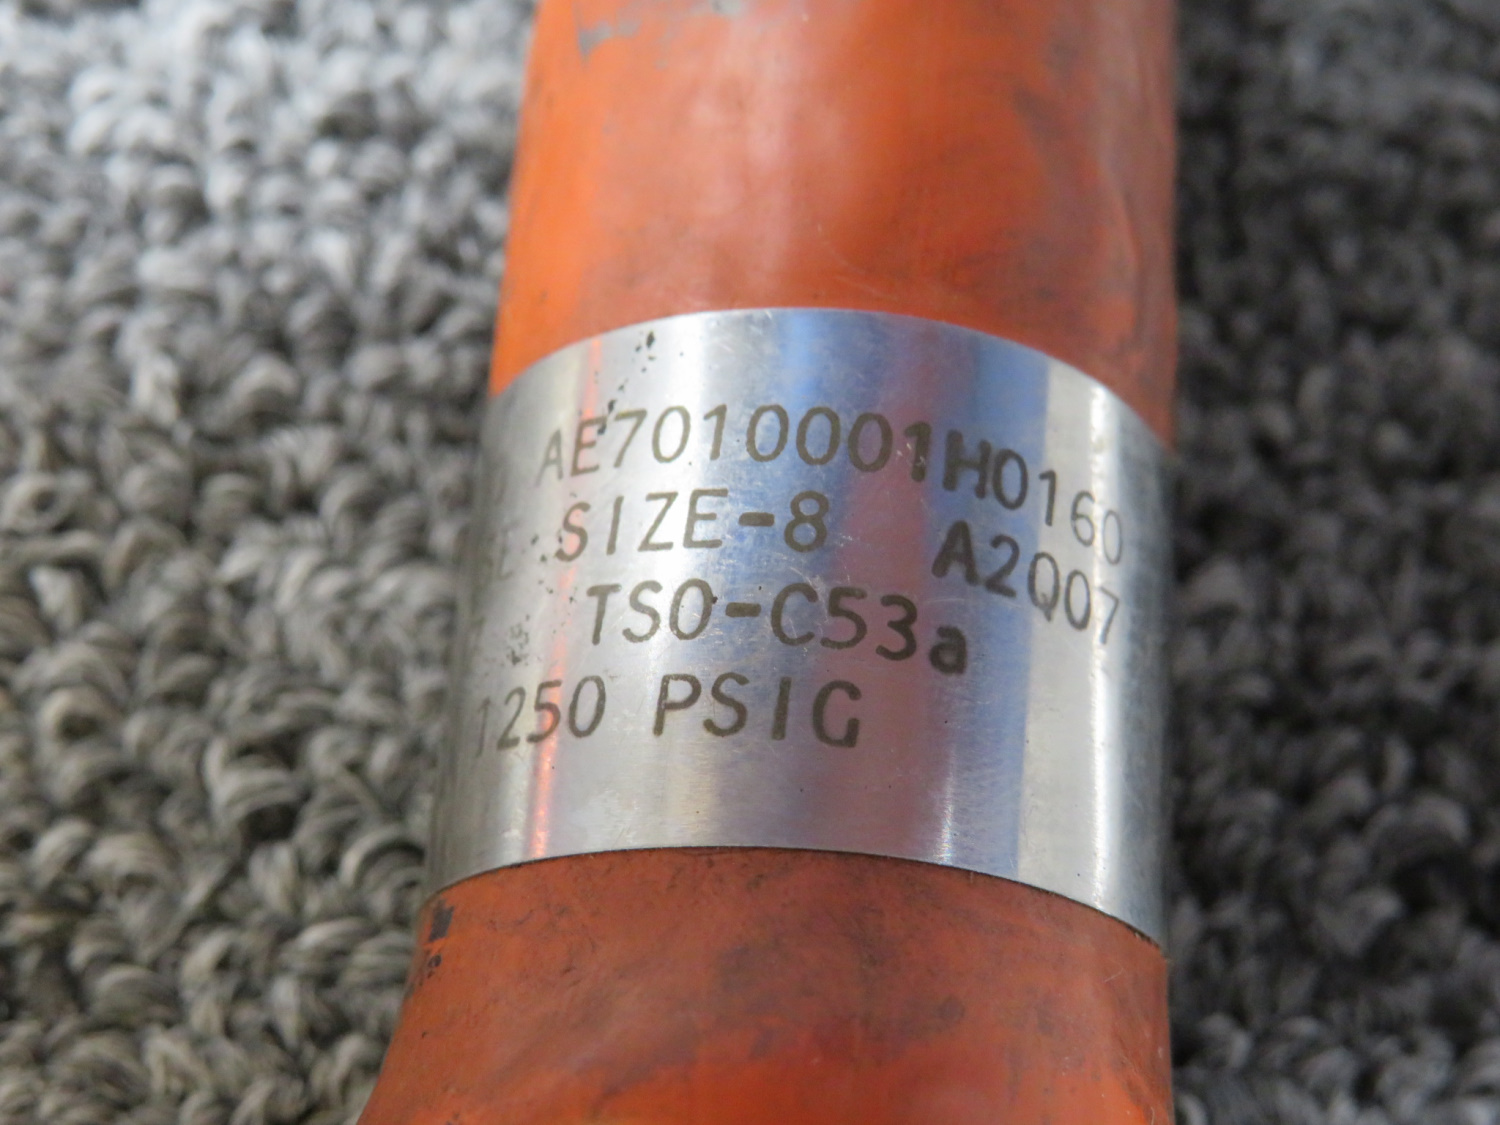 AE7010001H0160
SIZE-8 A2Q07
TSO-C53a
1250 PSIG